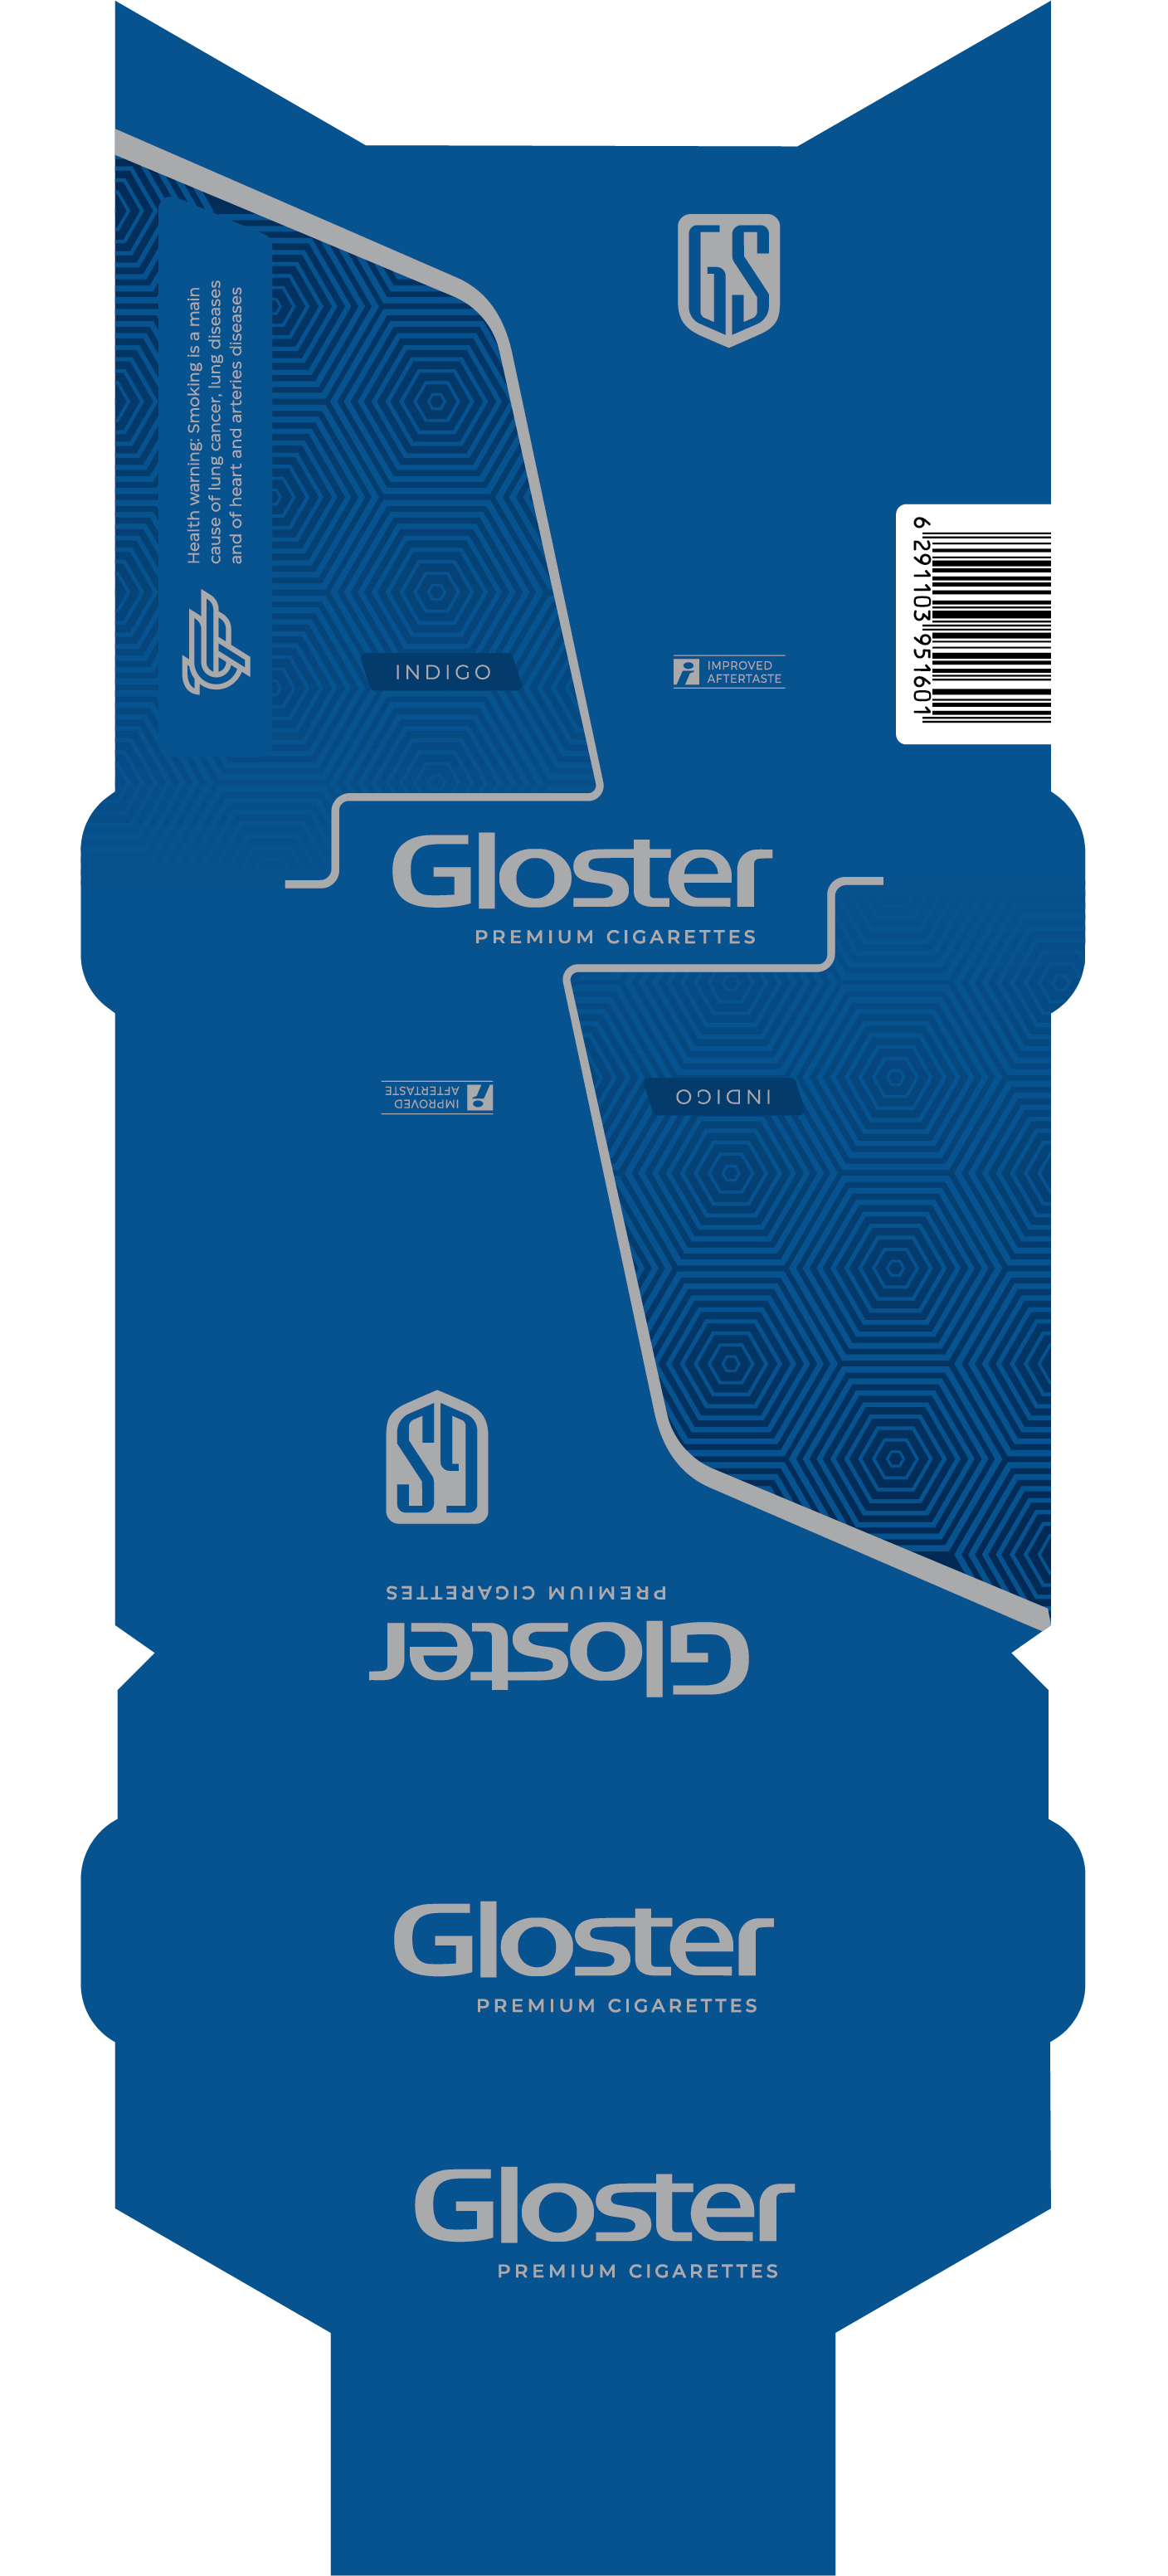 GS
Health warning: Smoking is a main
cause of lung cancer, lung diseases
and of heart and arteries diseases
INDIGO
IMPROVED
AFTERTASTE
6 291103 951601
Gloster
PREMIUM CIGARETTES
IMPROVED
AFTERTASTE
INDIGO
GS
Gloster
PREMIUM CIGARETTES
Gloster
PREMIUM CIGARETTES
Gloster
PREMIUM CIGARETTES